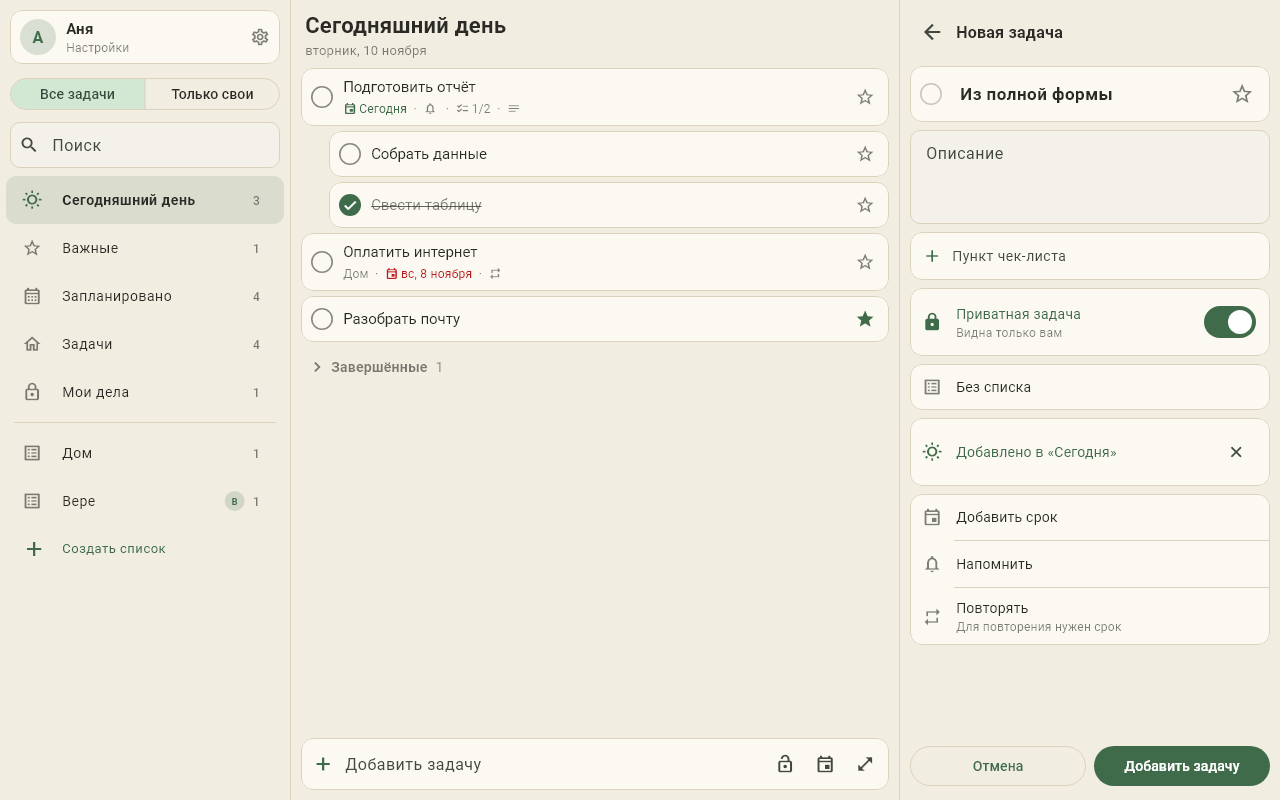 А
Аня
Настройки
Все задачи
Только свои
Поиск
Сегодняшний день
3
Важные
1
Запланировано
4
Задачи
4
Мои дела
1
Дом
1
Вере
В
1
Создать список
Сегодняшний день
вторник, 10 ноября
Подготовить отчёт
Сегодня · · 1/2 ·
Собрать данные
Свести таблицу
Оплатить интернет
Дом · вс, 8 ноября ·
Разобрать почту
Завершённые 1
Добавить задачу
Новая задача
Из полной формы
Описание
Пункт чек-листа
Приватная задача
Видна только вам
Без списка
Добавлено в «Сегодня»
Добавить срок
Напомнить
Повторять
Для повторения нужен срок
Отмена
Добавить задачу